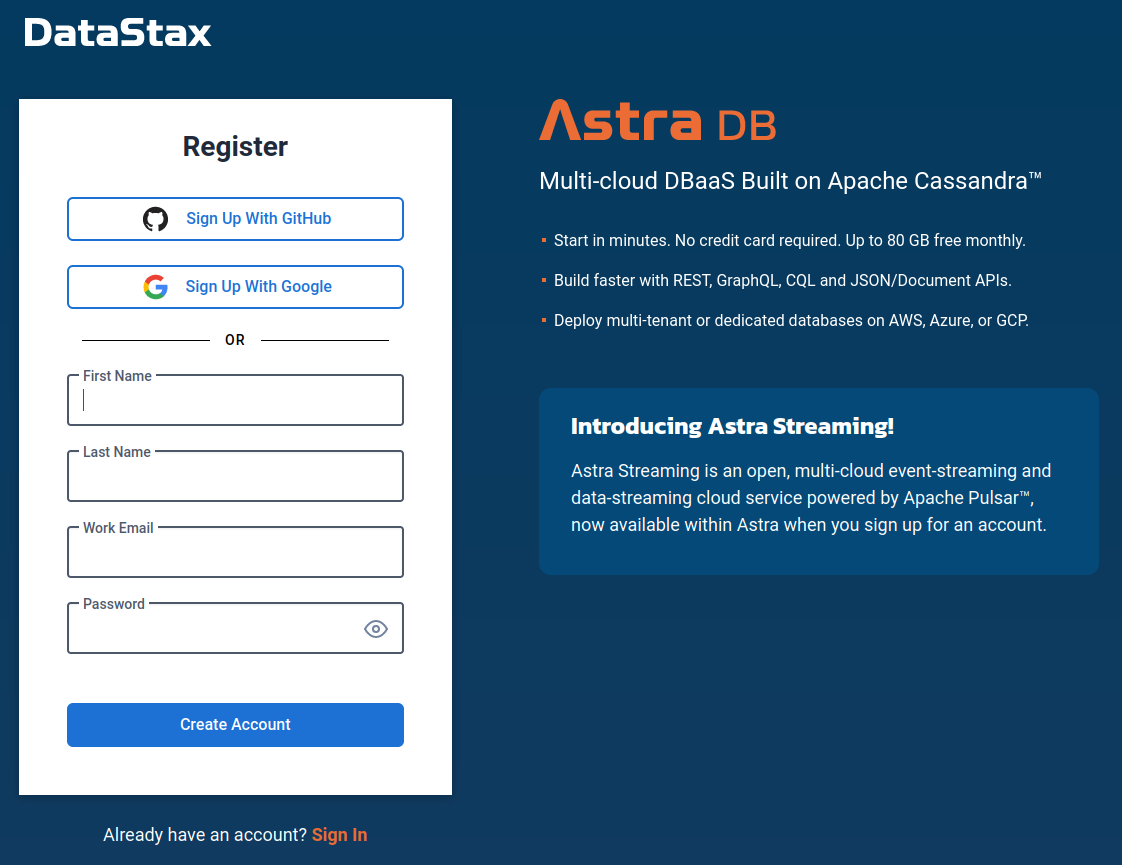 DataStax
Register
Sign Up With GitHub
Sign Up With Google
OR
First Name
Last Name
Work Email
Password
Create Account
Already have an account? Sign In
Astra DB
Multi-cloud DBaaS Built on Apache Cassandra™
Start in minutes. No credit card required. Up to 80 GB free monthly.
Build faster with REST, GraphQL, CQL and JSON/Document APIs.
Deploy multi-tenant or dedicated databases on AWS, Azure, or GCP.
Introducing Astra Streaming!
Astra Streaming is an open, multi-cloud event-streaming and
data-streaming cloud service powered by Apache Pulsar™,
now available within Astra when you sign up for an account.